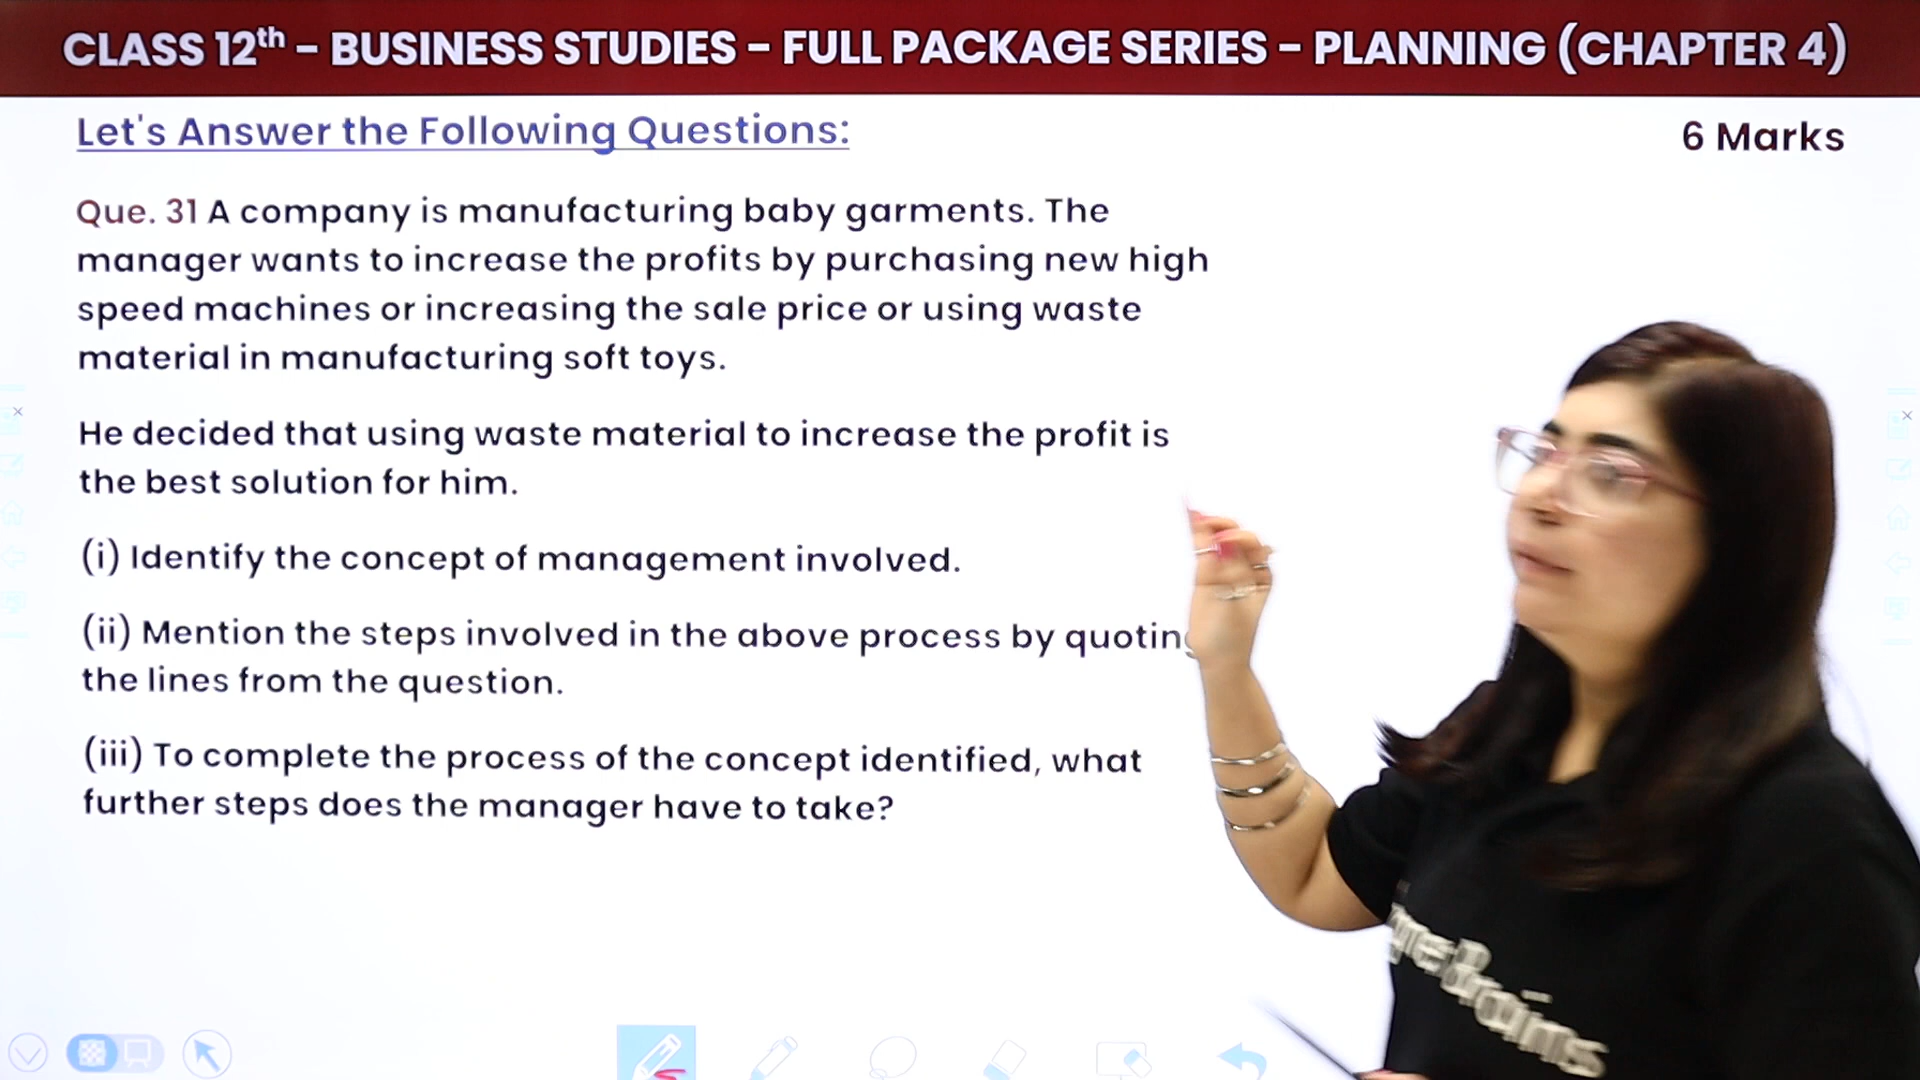 CLASS 12th – BUSINESS STUDIES – FULL PACKAGE SERIES – PLANNING (CHAPTER 4)
Let's Answer the Following Questions:
6 Marks
Que. 31 A company is manufacturing baby garments. The
manager wants to increase the profits by purchasing new high
speed machines or increasing the sale price or using waste
material in manufacturing soft toys.
He decided that using waste material to increase the profit is
the best solution for him.
(i) Identify the concept of management involved.
(ii) Mention the steps involved in the above process by quoting
the lines from the question.
(iii) To complete the process of the concept identified, what
further steps does the manager have to take?
Brains